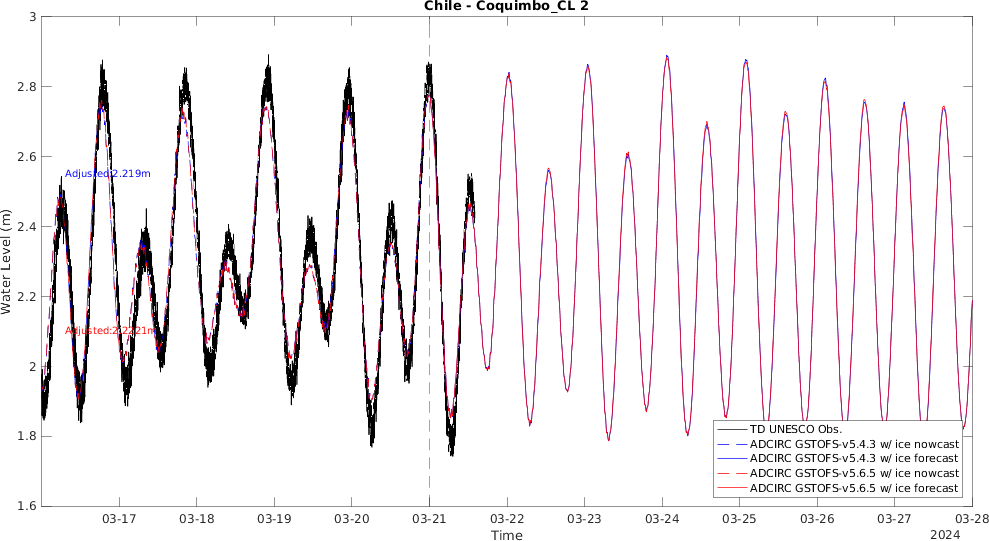 Chile - Coquimbo_CL 2
3
2.8
2.6
2.4
2.2
2
1.8
1.6
Water Level (m)
Adjusted:2.219m
Adjusted:2.2221m
TD UNESCO Obs.
ADCIRC GSTOFS-v5.4.3 w/ ice nowcast
ADCIRC GSTOFS-v5.4.3 w/ ice forecast
ADCIRC GSTOFS-v5.6.5 w/ ice nowcast
ADCIRC GSTOFS-v5.6.5 w/ ice forecast
03-17 03-18 03-19 03-20 03-21 03-22 03-23 03-24 03-25 03-26 03-27 03-28
Time
2024